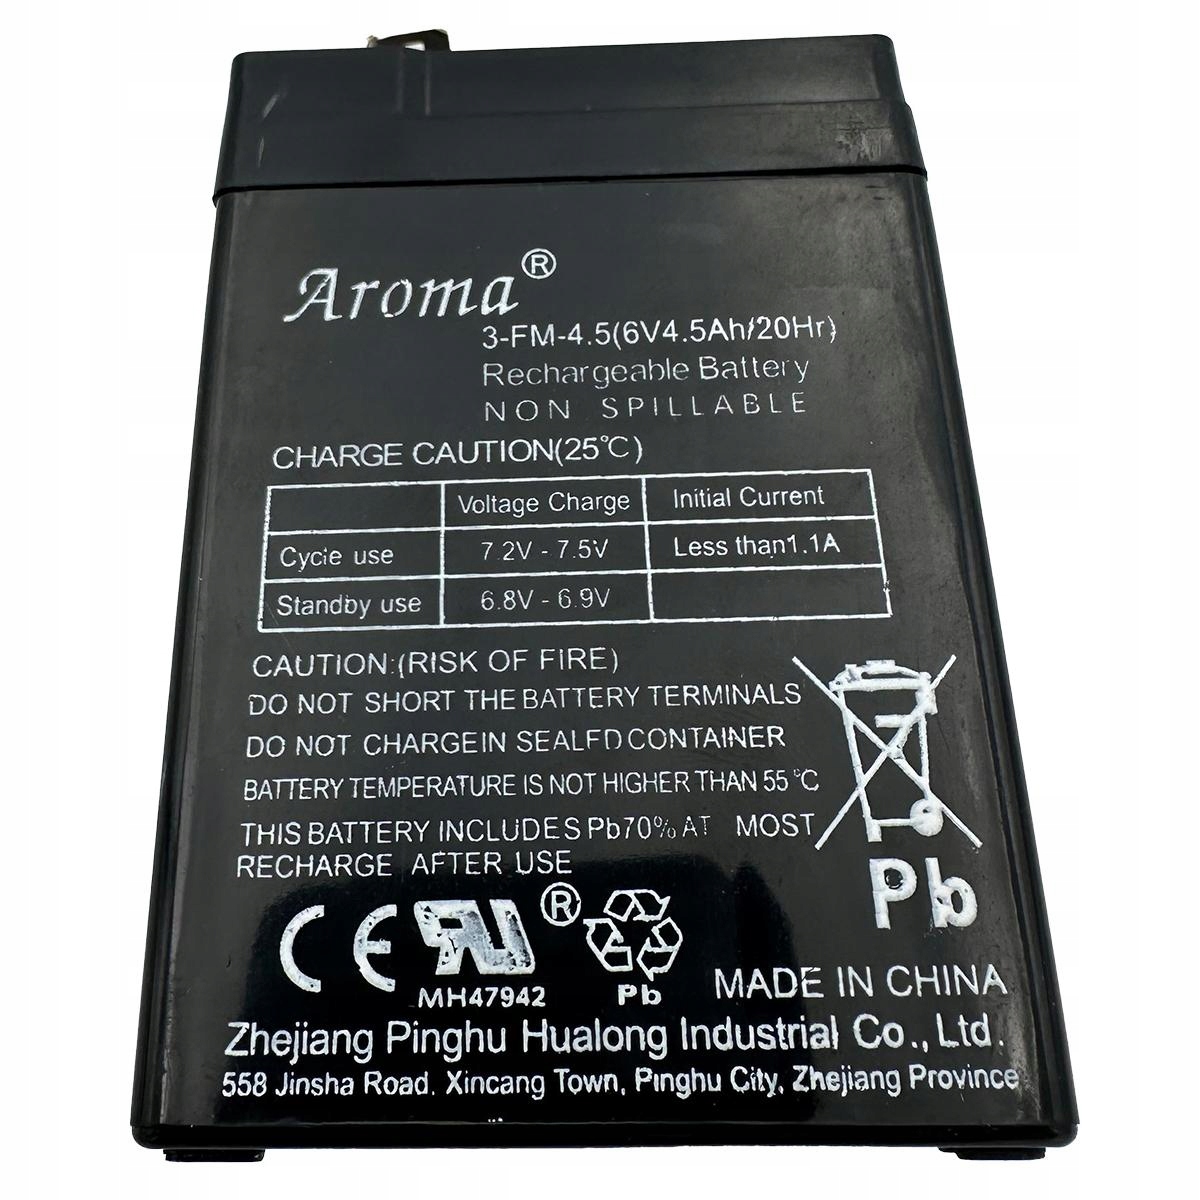 Aroma®
3-FM-4.5(6V4.5Ah/20Hr)
Rechargeable Battery
NON SPILLABLE
CHARGE CAUTION(25℃)
Voltage Charge Initial Current
Cycle use 7.2V - 7.5V Less than1.1A
Standby use 6.8V - 6.9V
CAUTION:(RISK OF FIRE)
DO NOT SHORT THE BATTERY TERMINALS
DO NOT CHARGEIN SEALFD CONTAINER
BATTERY TEMPERATURE IS NOT HIGHER THAN 55℃
THIS BATTERY INCLUDES Pb70% AT MOST
RECHARGE AFTER USE
Pb
CE RU ®
MH47942 Pb MADE IN CHINA
Zhejiang Pinghu Hualong Industrial Co., Ltd.
558 Jinsha Road. Xincang Town, Pinghu City, Zhejiang Province